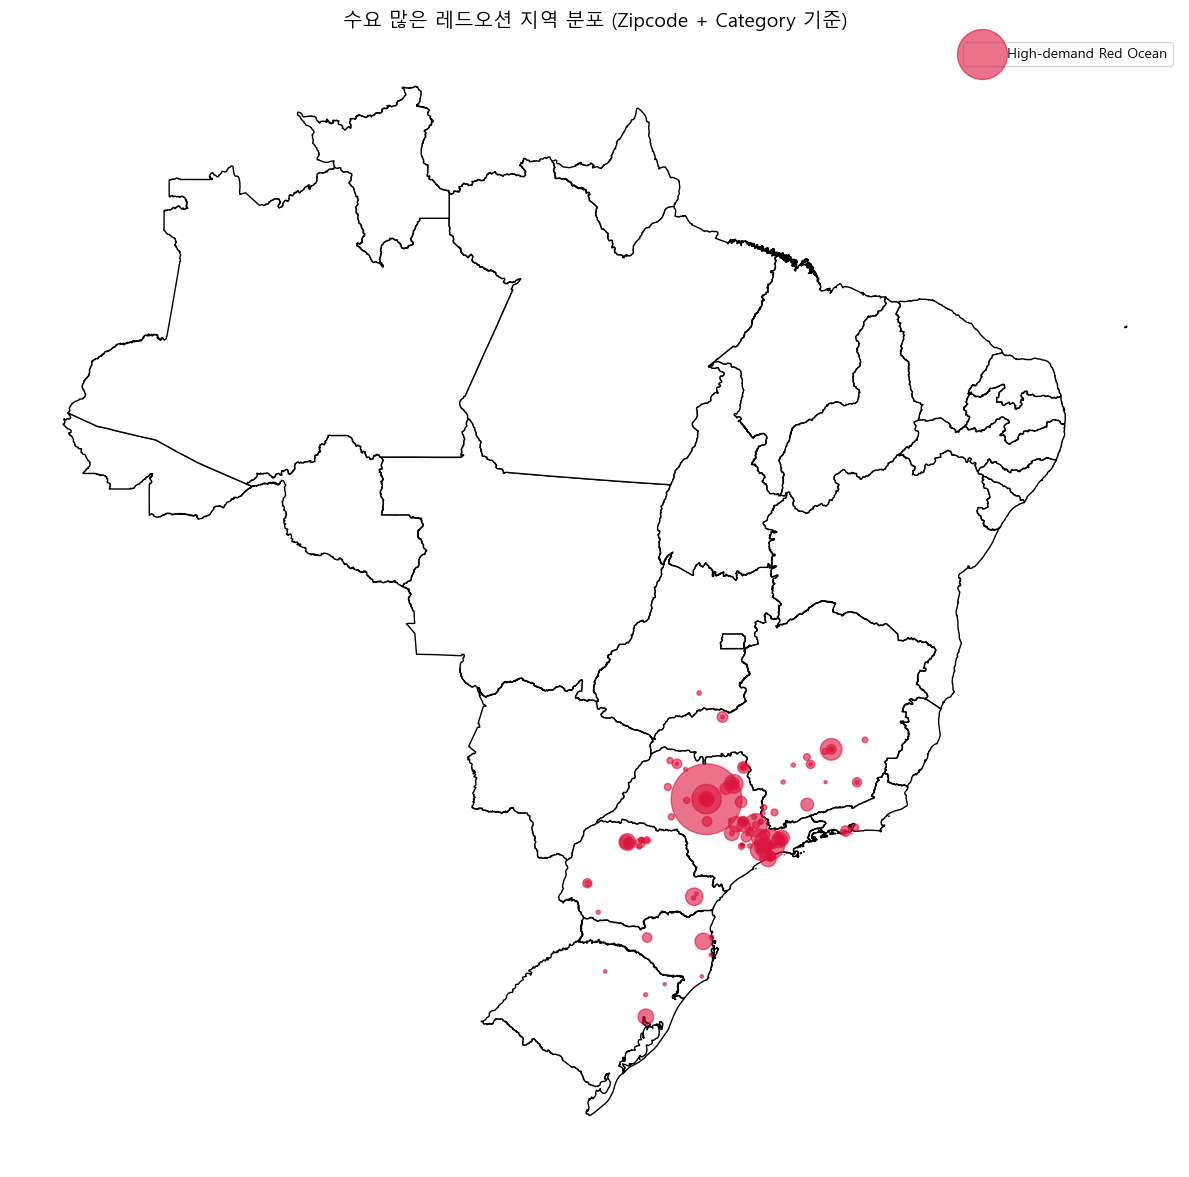 수요 많은 레드오션 지역 분포 (Zipcode + Category 기준)
High-demand Red Ocean